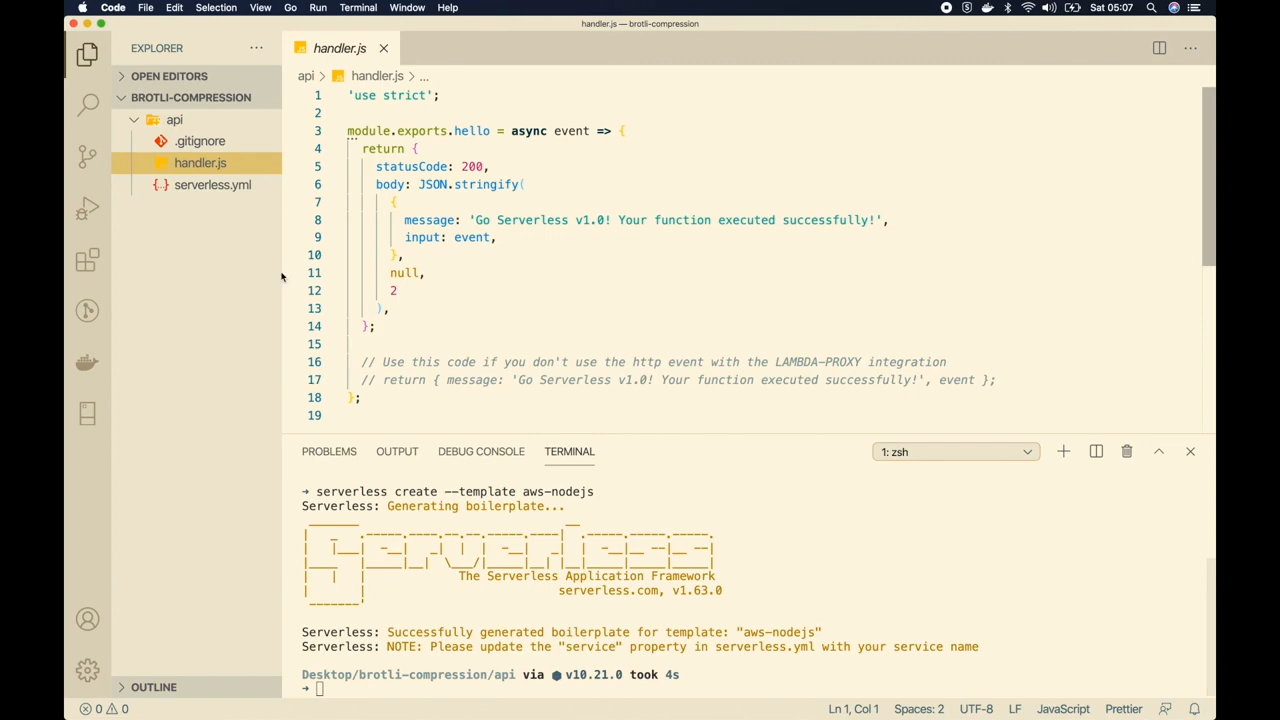 Code File Edit Selection View Go Run Terminal Window Help Sat 05:07
handler.js — brotli-compression
EXPLORER
handler.js
OPEN EDITORS
BROTLI-COMPRESSION
api
.gitignore
handler.js
serverless.yml
OUTLINE
api > handler.js > ...
1 'use strict';
2
3 module.exports.hello = async event => {
4 return {
5 statusCode: 200,
6 body: JSON.stringify(
7 {
8 message: 'Go Serverless v1.0! Your function executed successfully!',
9 input: event,
10 },
11 null,
12 2
13 ),
14 };
15
16 // Use this code if you don't use the http event with the LAMBDA-PROXY integration
17 // return { message: 'Go Serverless v1.0! Your function executed successfully!', event };
18 };
19
PROBLEMS OUTPUT DEBUG CONSOLE TERMINAL 1: zsh
→ serverless create --template aws-nodejs
Serverless: Generating boilerplate...
Serverless
The Serverless Application Framework
serverless.com, v1.63.0
Serverless: Successfully generated boilerplate for template: "aws-nodejs"
Serverless: NOTE: Please update the "service" property in serverless.yml with your service name
Desktop/brotli-compression/api via ⬢ v10.21.0 took 4s
→
0 0 Ln 1, Col 1 Spaces: 2 UTF-8 LF JavaScript Prettier